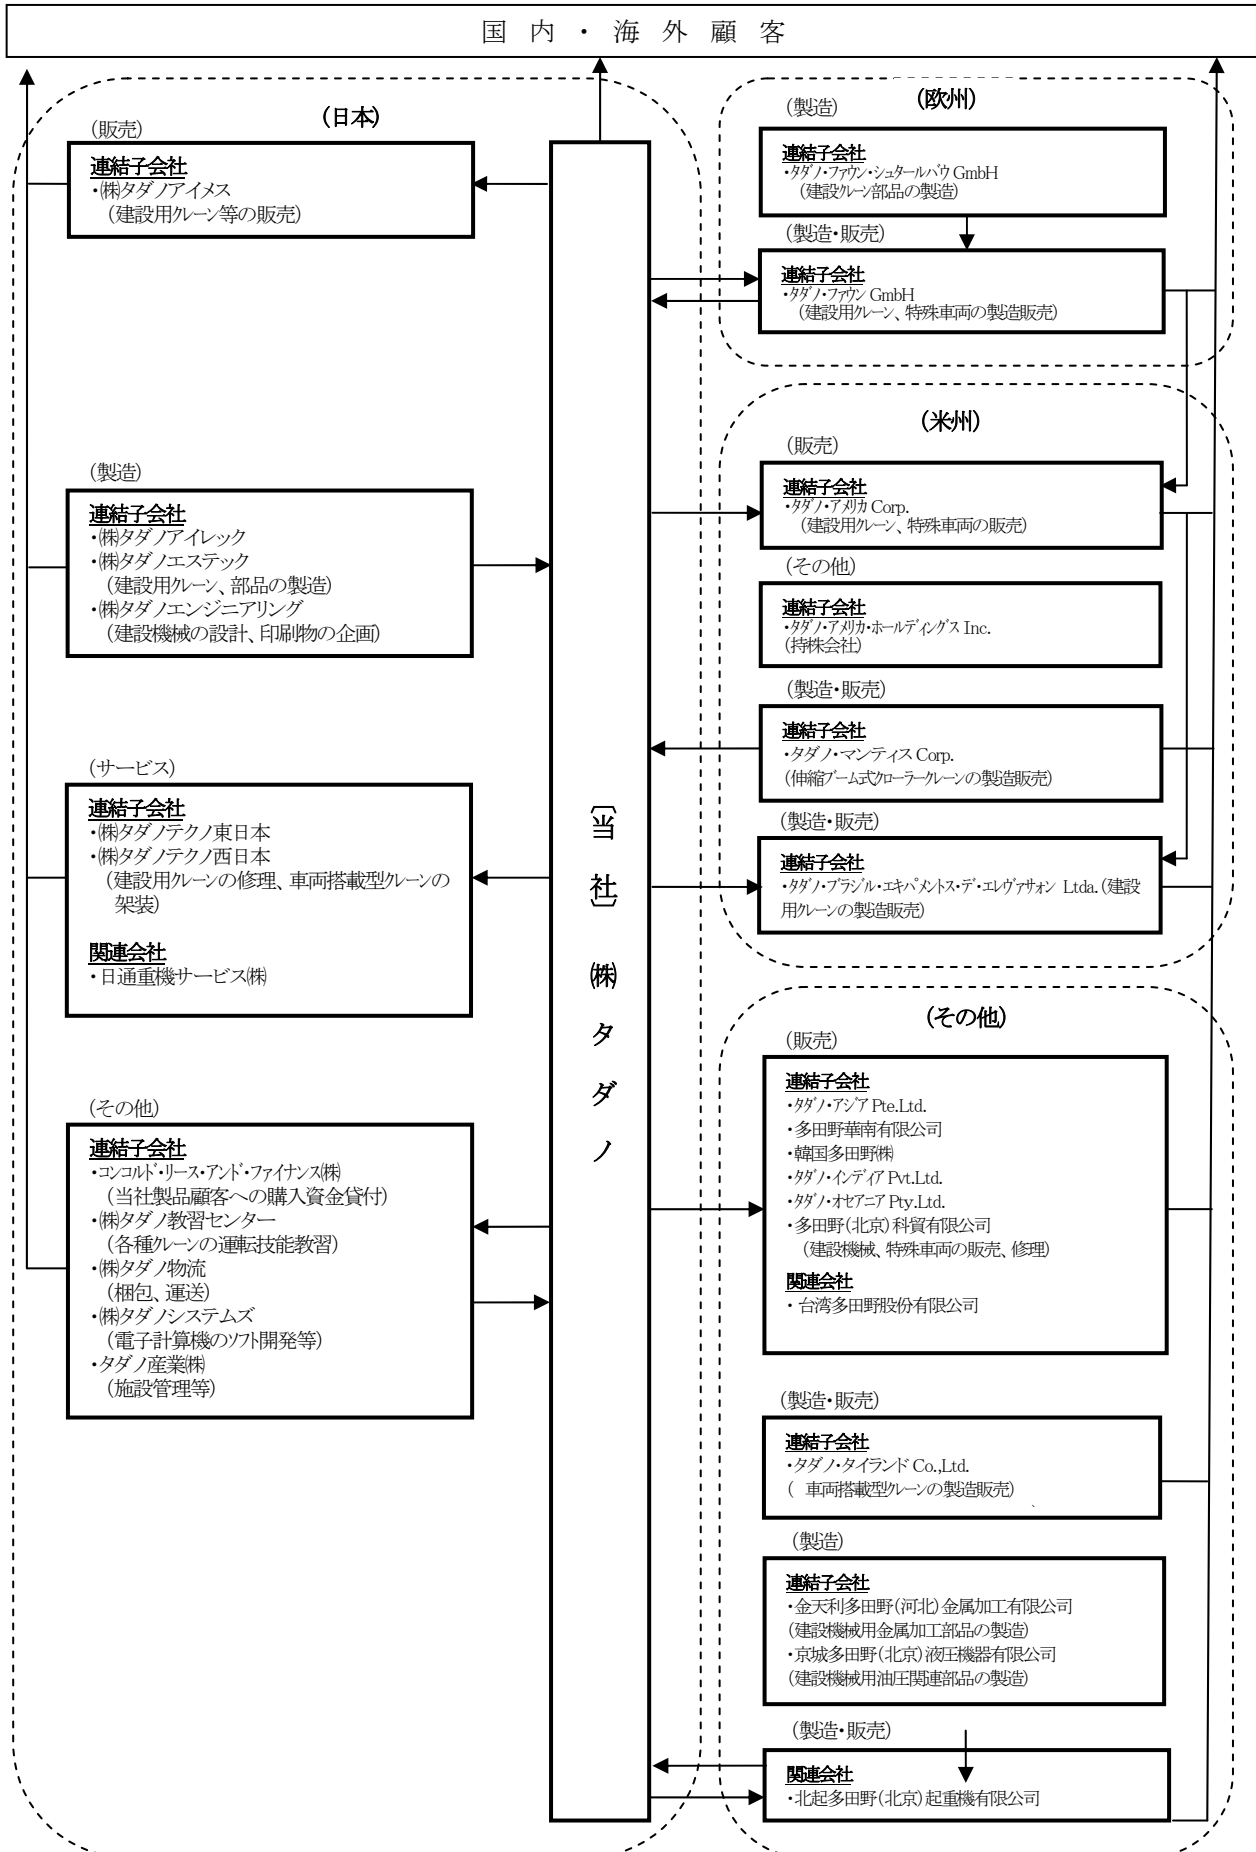 国内・海外顧客
(日本)
(販売)
連結子会社
・㈱タダノアイメス
(建設用クレーン等の販売)
(製造)
連結子会社
・㈱タダノアイレック
・㈱タダノエステック
(建設用クレーン、部品の製造)
・㈱タダノエンジニアリング
(建設機械の設計、印刷物の企画)
(サービス)
連結子会社
・㈱タダノテクノ東日本
・㈱タダノテクノ西日本
(建設用クレーンの修理、車両搭載型クレーンの
架装)
関連会社
・日通重機サービス㈱
(その他)
連結子会社
・コンコルド・リース・アンド・ファイナンス㈱
(当社製品顧客への購入資金貸付)
・㈱タダノ教習センター
(各種クレーンの運転技能教習)
・㈱タダノ物流
(梱包、運送)
・㈱タダノシステムズ
(電子計算機のソフト開発等)
・タダノ産業㈱
(施設管理等)
〔当社〕㈱タダノ
(欧州)
(製造)
連結子会社
・タダノ・ファウン・シュタールバウ GmbH
(建設クレーン部品の製造)
(製造・販売)
連結子会社
・タダノ・ファウン GmbH
(建設用クレーン、特殊車両の製造販売)
(米州)
(販売)
連結子会社
・タダノ・アメリカ Corp.
(建設用クレーン、特殊車両の販売)
(その他)
連結子会社
・タダノ・アメリカ・ホールディングス Inc.
(持株会社)
(製造・販売)
連結子会社
・タダノ・マンティス Corp.
(伸縮ブーム式クローラークレーンの製造販売)
(製造・販売)
連結子会社
・タダノ・ブラジル・エキパメントス・デ・エレヴァサォン Ltda.(建設
用クレーンの製造販売)
(その他)
(販売)
連結子会社
・タダノ・アジア Pte.Ltd.
・多田野華南有限公司
・韓国多田野㈱
・タダノ・インディア Pvt.Ltd.
・タダノ・オセアニア Pty.Ltd.
・多田野(北京)科貿有限公司
(建設機械、特殊車両の販売、修理)
関連会社
・台湾多田野股份有限公司
(製造・販売)
連結子会社
・タダノ・タイランド Co.,Ltd.
( 車両搭載型クレーンの製造販売)
(製造)
連結子会社
・金天利多田野(河北)金属加工有限公司
(建設機械用金属加工部品の製造)
・京城多田野(北京)液圧機器有限公司
(建設機械用油圧関連部品の製造)
(製造・販売)
関連会社
・北起多田野(北京)起重機有限公司